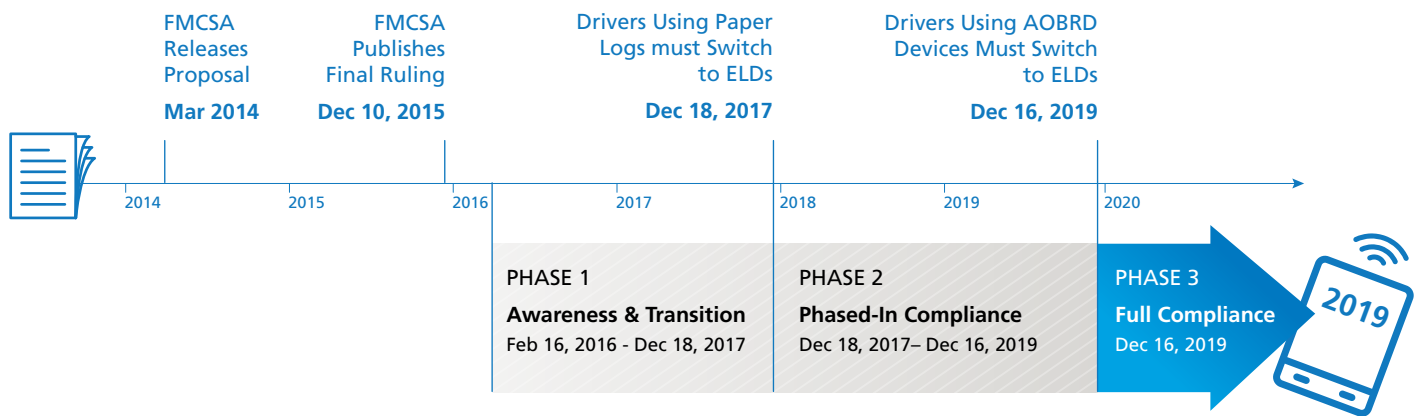 FMCSA
Releases
Proposal
Mar 2014
FMCSA
Publishes
Final Ruling
Dec 10, 2015
Drivers Using Paper
Logs must Switch
to ELDs
Dec 18, 2017
Drivers Using AOBRD
Devices Must Switch
to ELDs
Dec 16, 2019
2014
2015
2016
2017
2018
2019
2020
PHASE 1
Awareness & Transition
Feb 16, 2016 - Dec 18, 2017
PHASE 2
Phased-In Compliance
Dec 18, 2017– Dec 16, 2019
PHASE 3
Full Compliance
Dec 16, 2019
2019